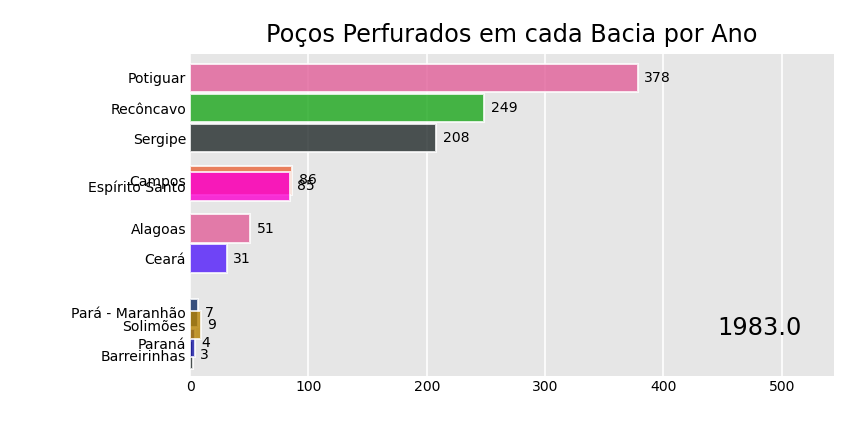 Poços Perfurados em cada Bacia por Ano
Potiguar 378
Recôncavo 249
Sergipe 208
Campos 86
Espírito Santo 85
Alagoas 51
Ceará 31
Pará - Maranhão 7
Solimões 9
Paraná 4
Barreirinhas 3
1983.0
0 100 200 300 400 500